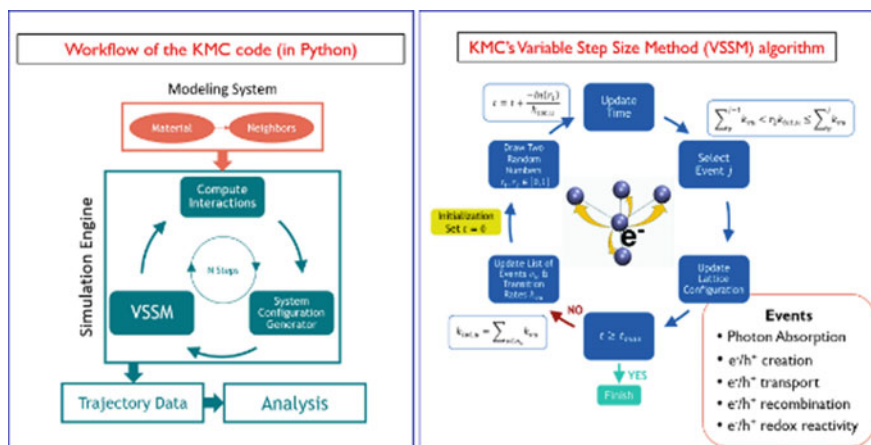 Workflow of the KMC code (in Python)
Modeling System
Material
Neighbors
Simulation Engine
Compute
Interactions
N Steps
VSSM
System
Configuration
Generator
Trajectory Data
Analysis
KMC's Variable Step Size Method (VSSM) algorithm
Update
Time
Select
Event j
Update
Lattice
Configuration
Draw Two
Random
Numbers
Initialization
Set t = 0
Update List of
Events
Transition
Rates
e⁻
NO
YES
Finish
Events
• Photon Absorption
• e⁻/h⁺ creation
• e⁻/h⁺ transport
• e⁻/h⁺ recombination
• e⁻/h⁺ redox reactivity